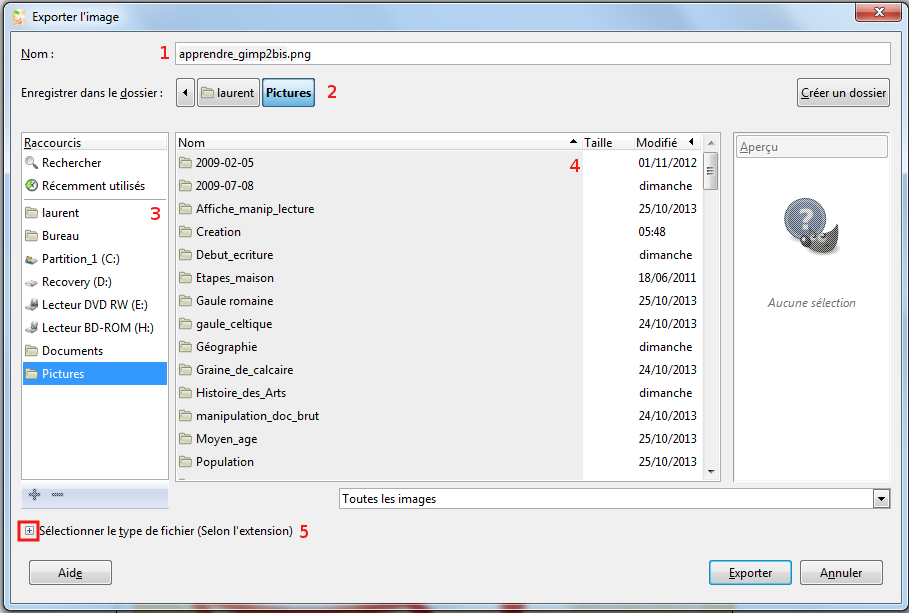 Exporter l'image
Nom : 1 apprendre_gimp2bis.png
Enregistrer dans le dossier : laurent Pictures 2 Créer un dossier
Raccourcis
Rechercher
Récemment utilisés
laurent 3
Bureau
Partition_1 (C:)
Recovery (D:)
Lecteur DVD RW (E:)
Lecteur BD-ROM (H:)
Documents
Pictures
Nom Taille Modifié
2009-02-05 4 01/11/2012
2009-07-08 dimanche
Affiche_manip_lecture 25/10/2013
Creation 05:48
Debut_ecriture dimanche
Etapes_maison 18/06/2011
Gaule romaine 25/10/2013
gaule_celtique 24/10/2013
Géographie dimanche
Graine_de_calcaire 24/10/2013
Histoire_des_Arts dimanche
manipulation_doc_brut 24/10/2013
Moyen_age 25/10/2013
Population 25/10/2013
Aperçu
Aucune sélection
Toutes les images
Sélectionner le type de fichier (Selon l'extension) 5
Aide Exporter Annuler